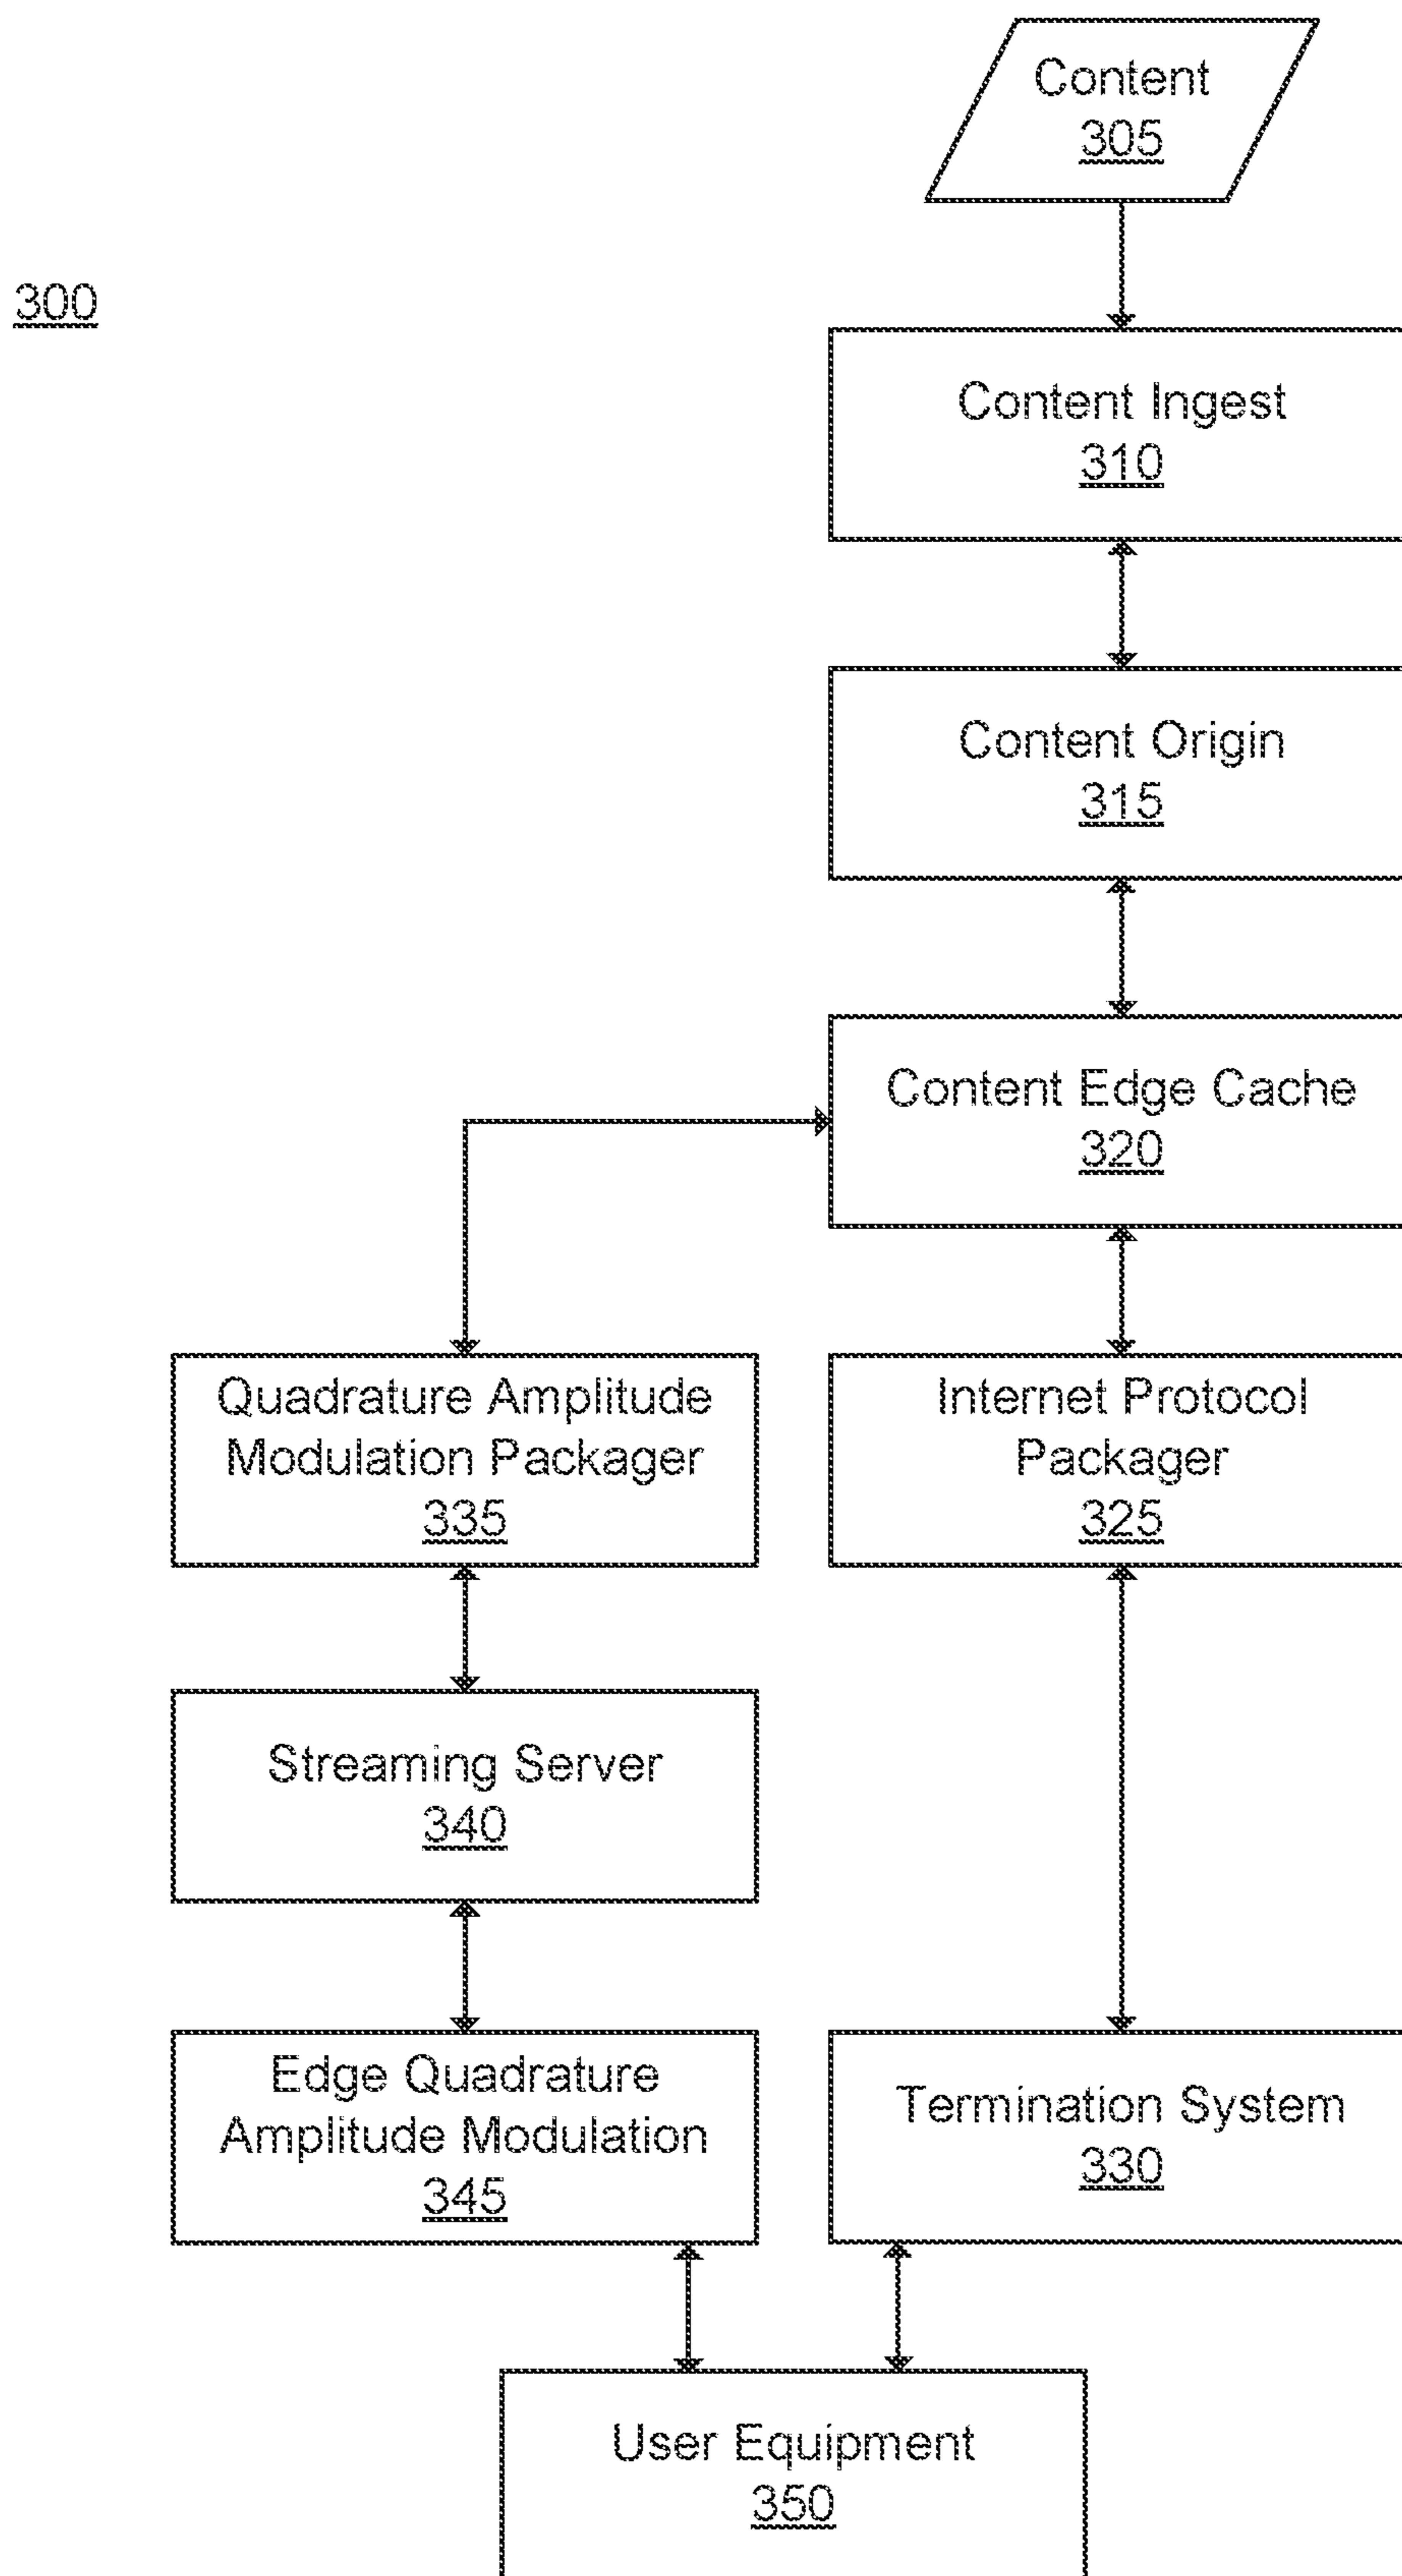 Content
305
300
Content Ingest
310
Content Origin
315
Content Edge Cache
320
Quadrature Amplitude
Modulation Packager
335
Internet Protocol
Packager
325
Streaming Server
340
Edge Quadrature
Amplitude Modulation
345
Termination System
330
User Equipment
350